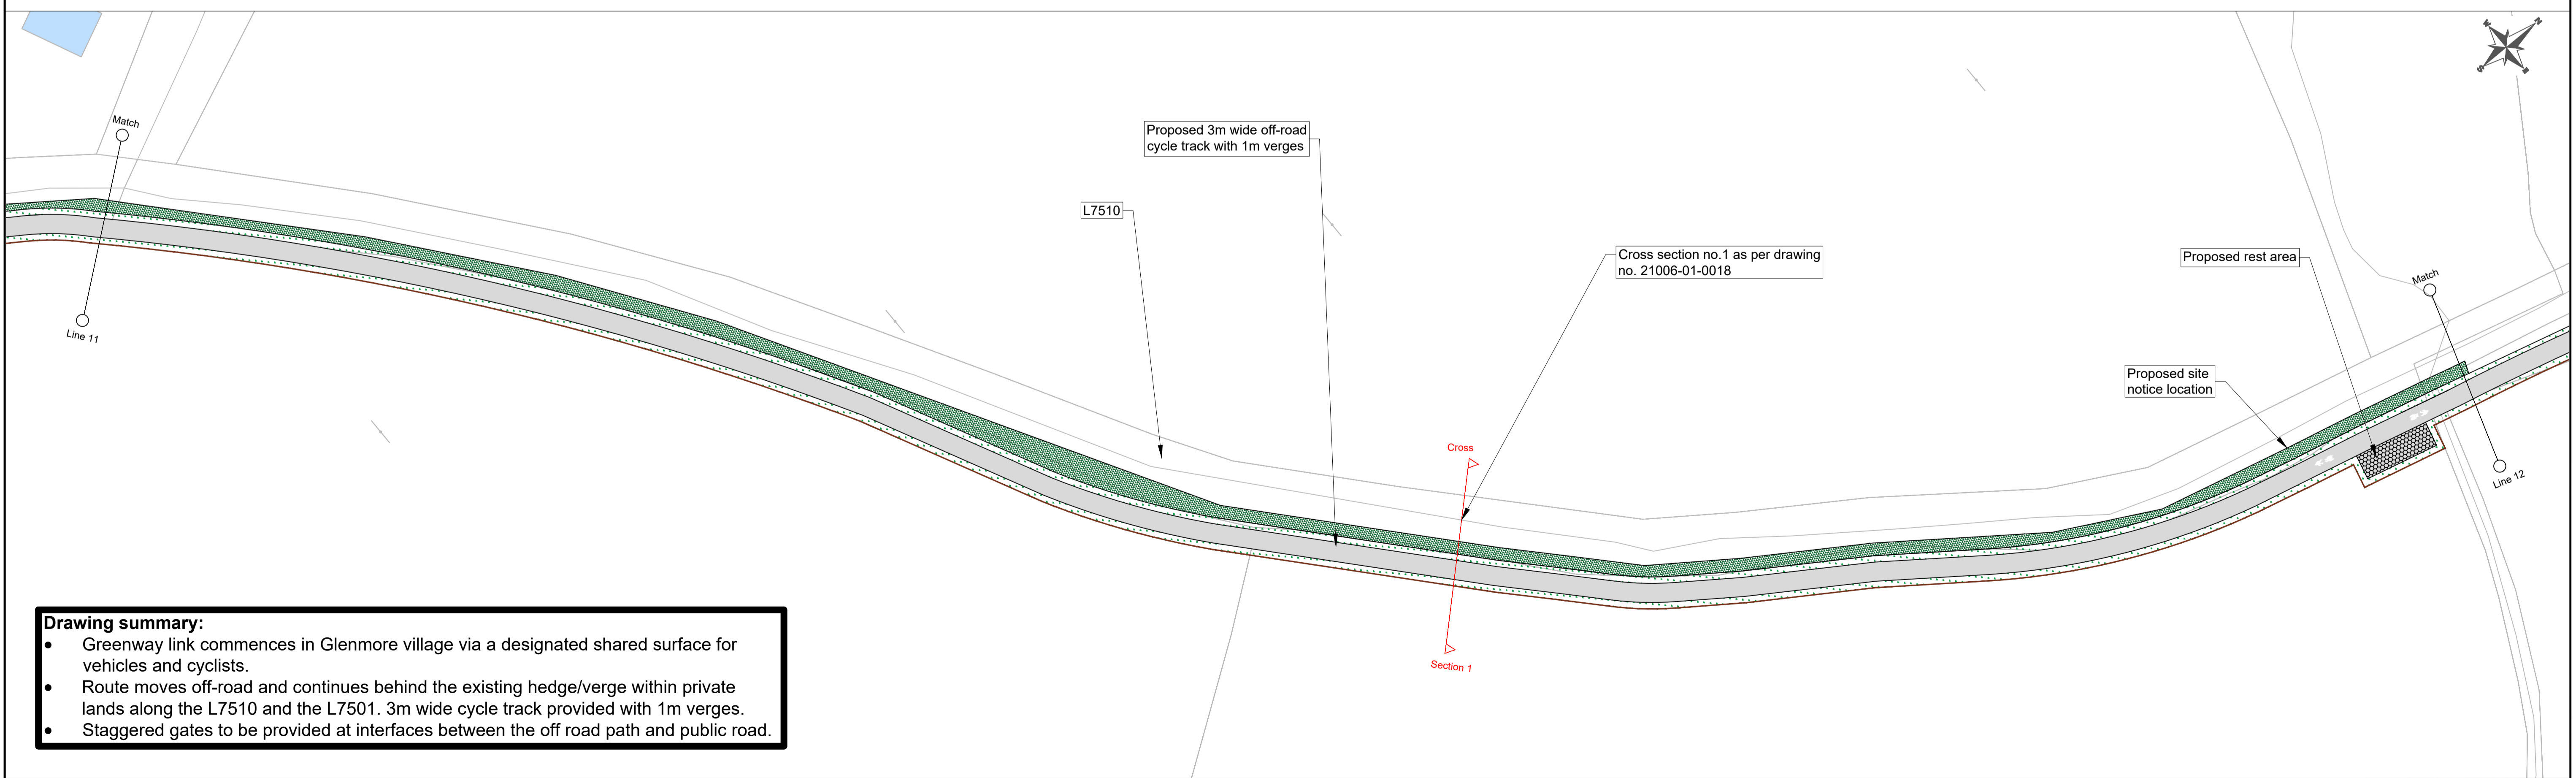 N
N
S
Match
Line 11
L7510
Proposed 3m wide off-road
cycle track with 1m verges
Cross section no.1 as per drawing
no. 21006-01-0018
Proposed rest area
Match
Line 12
Proposed site
notice location
Cross
Section 1
Drawing summary:
• Greenway link commences in Glenmore village via a designated shared surface for
vehicles and cyclists.
• Route moves off-road and continues behind the existing hedge/verge within private
lands along the L7510 and the L7501. 3m wide cycle track provided with 1m verges.
• Staggered gates to be provided at interfaces between the off road path and public road.